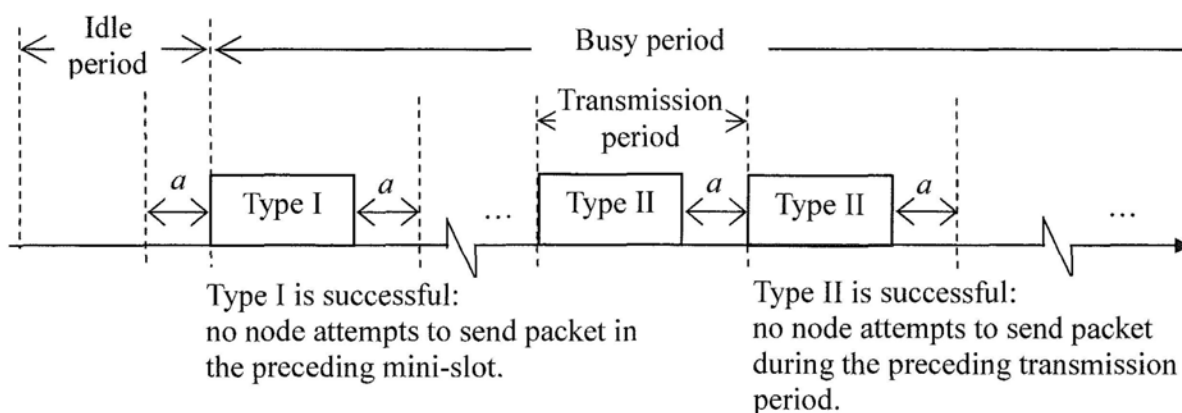 Idle
period
Busy period
Transmission
period
a
Type I
a
...
Type II
a
Type II
a
...
Type I is successful:
no node attempts to send packet in
the preceding mini-slot.
Type II is successful:
no node attempts to send packet
during the preceding transmission
period.